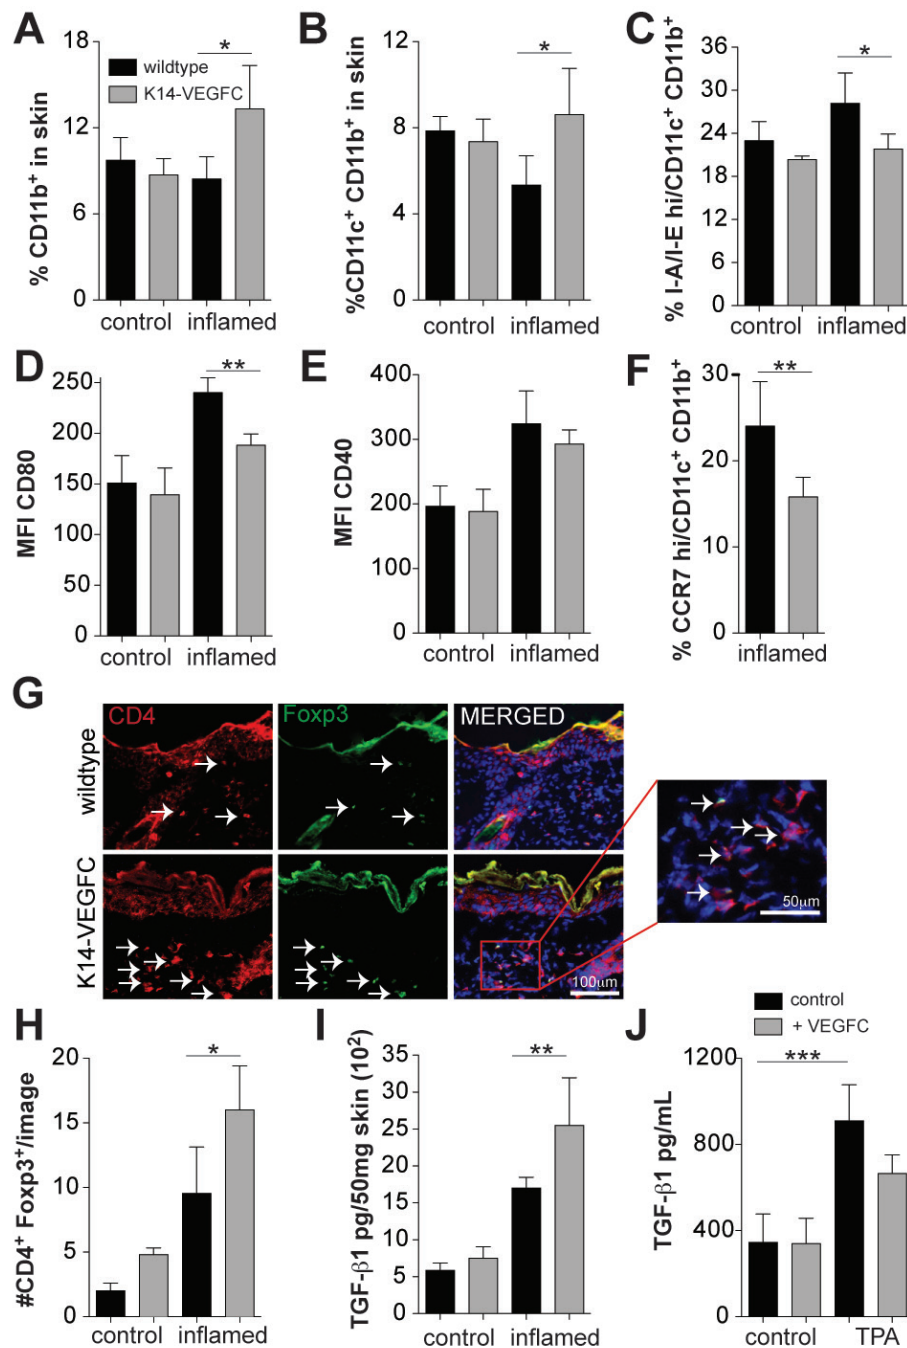 A
% CD11b+ in skin
18
12
6
0
wildtype
K14-VEGFC
*
control
inflamed
B
%CD11c+ CD11b+ in skin
12
8
4
0
*
control
inflamed
C
% I-A/I-E hi/CD11c+ CD11b+
36
30
24
18
12
6
0
*
control
inflamed
D
MFI CD80
250
200
150
100
50
0
**
control
inflamed
E
MFI CD40
400
300
200
100
0
control
inflamed
F
% CCR7 hi/CD11c+ CD11b+
30
20
10
0
**
inflamed
G
CD4
Foxp3
MERGED
wildtype
K14-VEGFC
100μm
50μm
H
#CD4+ Foxp3+/image
20
15
10
5
0
*
control
inflamed
I
TGF-β1 pg/50mg skin (10²)
35
30
25
20
15
10
5
0
**
control
inflamed
J
control
+ VEGFC
TGF-β1 pg/mL
1200
800
400
0
***
control
TPA